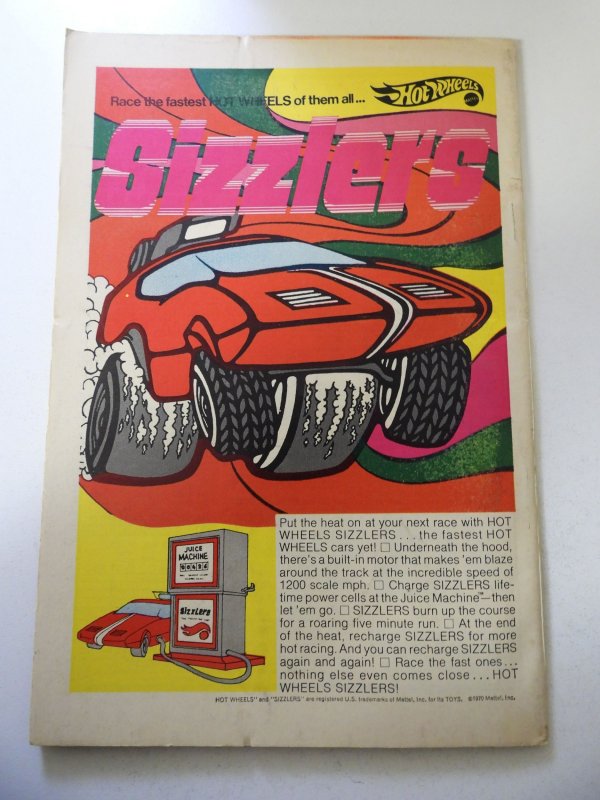 Race the fastest HOT WHEELS of them all...
Hot Wheels
MATTEL
Sizzlers
JUICE
MACHINE
Sizzlers
Put the heat on at your next race with HOT
WHEELS SIZZLERS...the fastest HOT
WHEELS cars yet! □ Underneath the hood,
there's a built-in motor that makes 'em blaze
around the track at the incredible speed of
1200 scale mph. □ Charge SIZZLERS life-
time power cells at the Juice Machine™—then
let 'em go. □ SIZZLERS burn up the course
for a roaring five minute run. □ At the end
of the heat, recharge SIZZLERS for more
hot racing. And you can recharge SIZZLERS
again and again! □ Race the fast ones...
nothing else even comes close...HOT
WHEELS SIZZLERS!
HOT WHEELS" and "SIZZLERS" are registered U.S. trademarks of Mattel, Inc. for its TOYS. ©1970 Mattel, Inc.